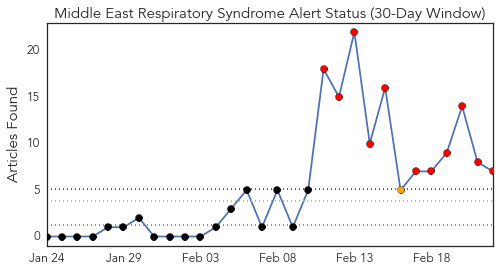 Middle East Respiratory Syndrome Alert Status (30-Day Window)
Articles Found
20
15
10
5
0
Jan 24 Jan 29 Feb 03 Feb 08 Feb 13 Feb 18